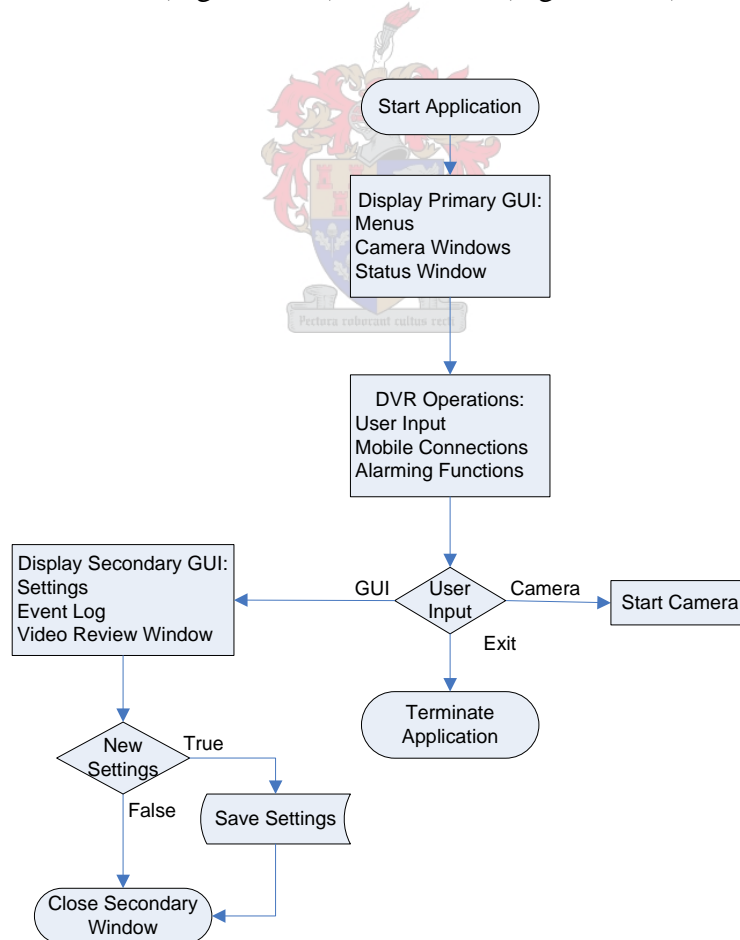 Start Application
Display Primary GUI:
Menus
Camera Windows
Status Window
Pectora roborant cultus recti
DVR Operations:
User Input
Mobile Connections
Alarming Functions
User
Input
GUI
Camera
Exit
Start Camera
Display Secondary GUI:
Settings
Event Log
Video Review Window
Terminate
Application
New
Settings
True
False
Save Settings
Close Secondary
Window